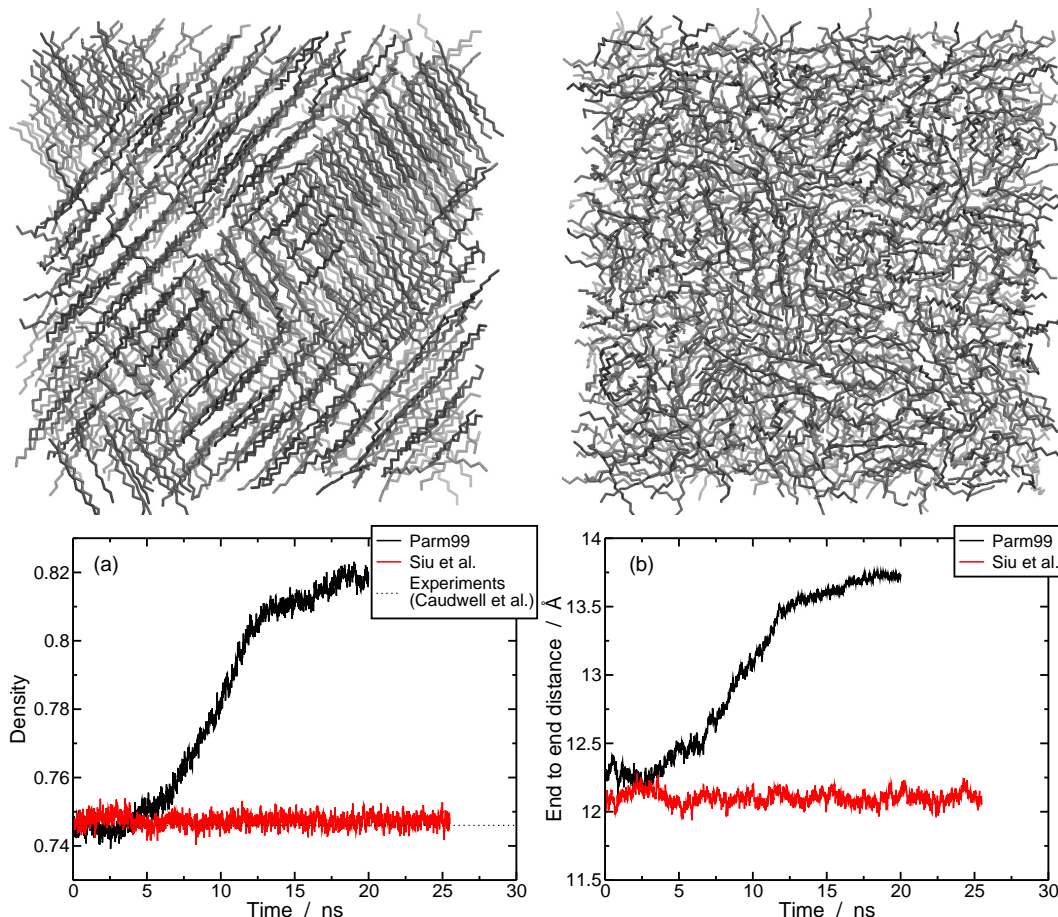 (a)
Parm99
Siu et al.
Experiments
(Caudwell et al.)
Density
0.82
0.8
0.78
0.76
0.74
0 5 10 15 20 25 30
Time / ns
(b)
Parm99
Siu et al.
End to end distance / Å
14
13.5
13
12.5
12
11.5
0 5 10 15 20 25 30
Time / ns